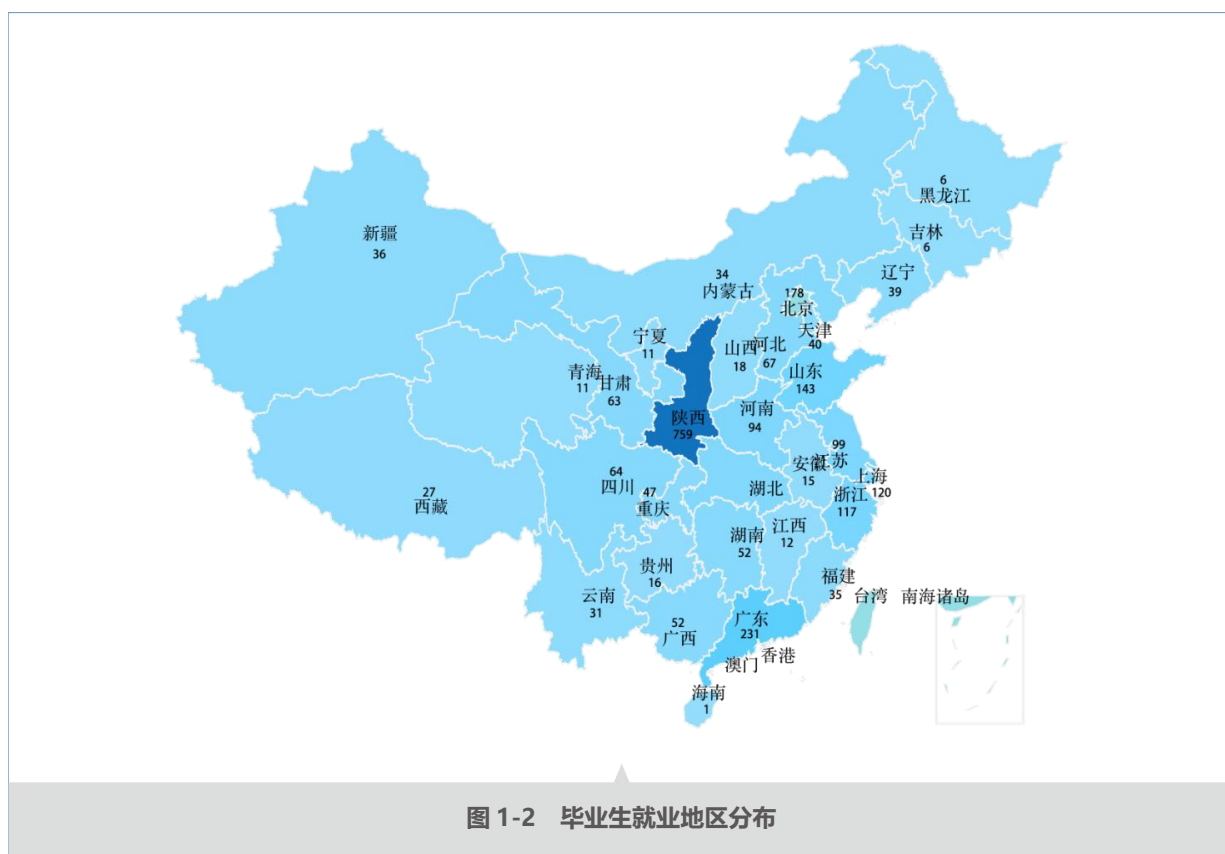 6
黑龙江
吉林
6
新疆
36
辽宁
39
34
内蒙古
178
北京
天津
40
宁夏
11
山西
18
河北
67
山东
143
青海
11
甘肃
63
陕西
759
河南
94
99
江苏
安徽
15
上海
120
64
四川
47
重庆
湖北
浙江
117
27
西藏
湖南
52
江西
12
贵州
16
福建
35
台湾
南海诸岛
云南
31
52
广西
广东
231
香港
澳门
海南
1
图 1-2 毕业生就业地区分布